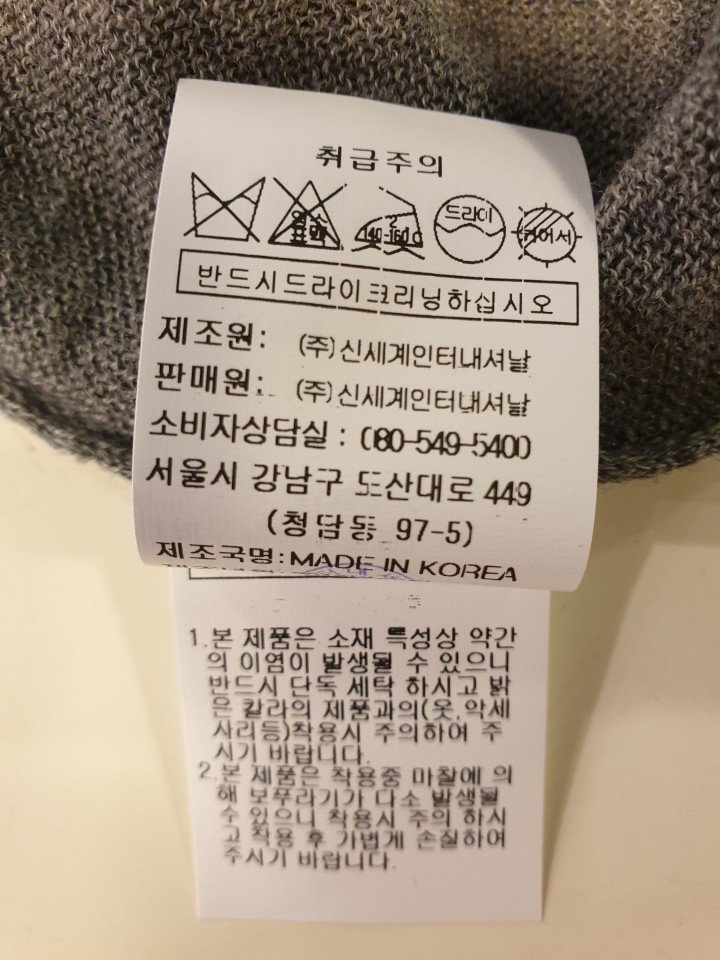 취급주의
염소
표백
2
140~160℃
드라이
커어서
반드시드라이크리닝하십시오
제조원: (주)신세계인터내셔날
판매원: (주)신세계인터내셔날
소비자상담실 : 080-549-5400
서울시 강남구 도산대로 449
(청담동 97-5)
제조국명:MADE IN KOREA
1.본 제품은 소재 특성상 약간
의 이염이 발생될 수 있으니
반드시 단독 세탁 하시고 밝
은 칼라의 제품과의(옷,악세
사리등)착용시 주의하여 주
시기 바랍니다.
2.본 제품은 착용중 마찰에 의
해 보푸라기가 다소 발생될
수 있으니 착용시 주의 하시
고 착용 후 가볍게 손질하여
주시기 바랍니다.